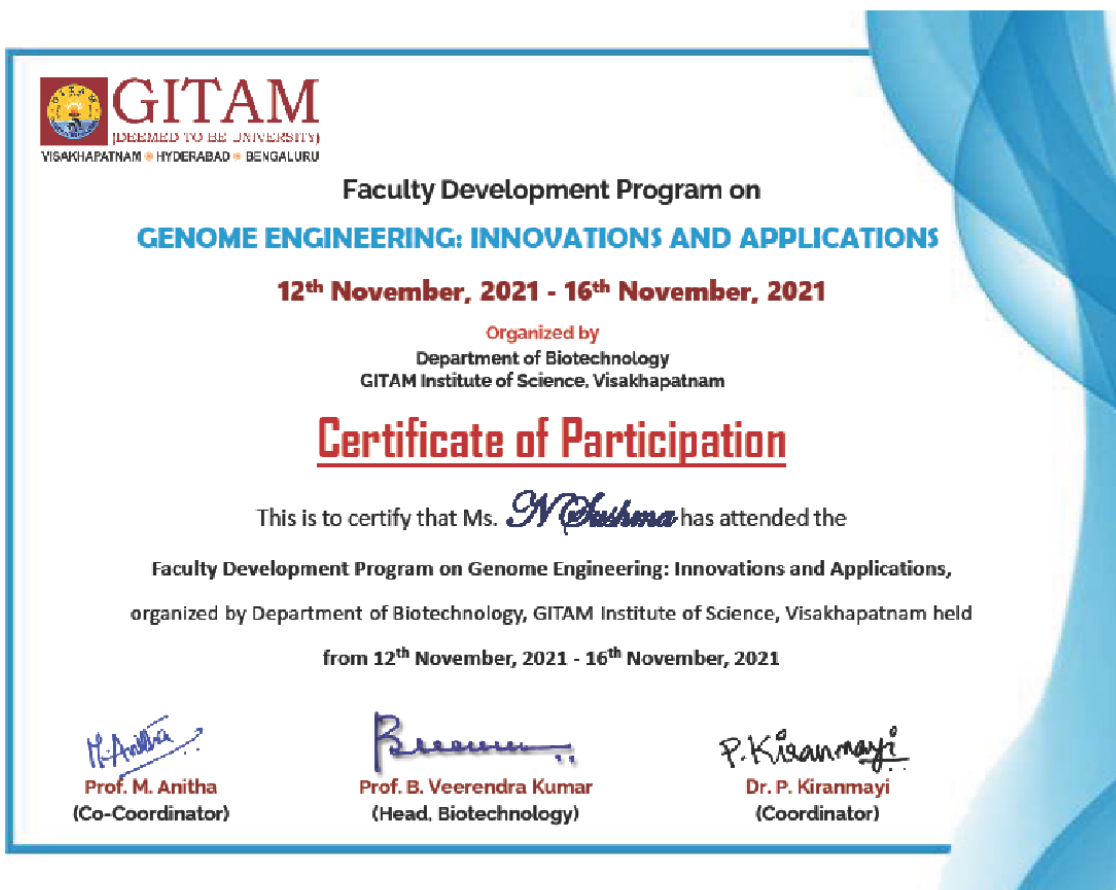 GITAM
(DEEMED TO BE UNIVERSITY)
VISAKHAPATNAM HYDERABAD BENGALURU
Faculty Development Program on
GENOME ENGINEERING: INNOVATIONS AND APPLICATIONS
12th November, 2021 - 16th November, 2021
Organized by
Department of Biotechnology
GITAM Institute of Science, Visakhapatnam
Certificate of Participation
This is to certify that Ms. N Sushma has attended the
Faculty Development Program on Genome Engineering: Innovations and Applications,
organized by Department of Biotechnology, GITAM Institute of Science, Visakhapatnam held
from 12th November, 2021 - 16th November, 2021
M. Anitha
P. Kiranmayi
Prof. M. Anitha
Prof. B. Veerendra Kumar
Dr. P. Kiranmayi
(Co-Coordinator)
(Head, Biotechnology)
(Coordinator)